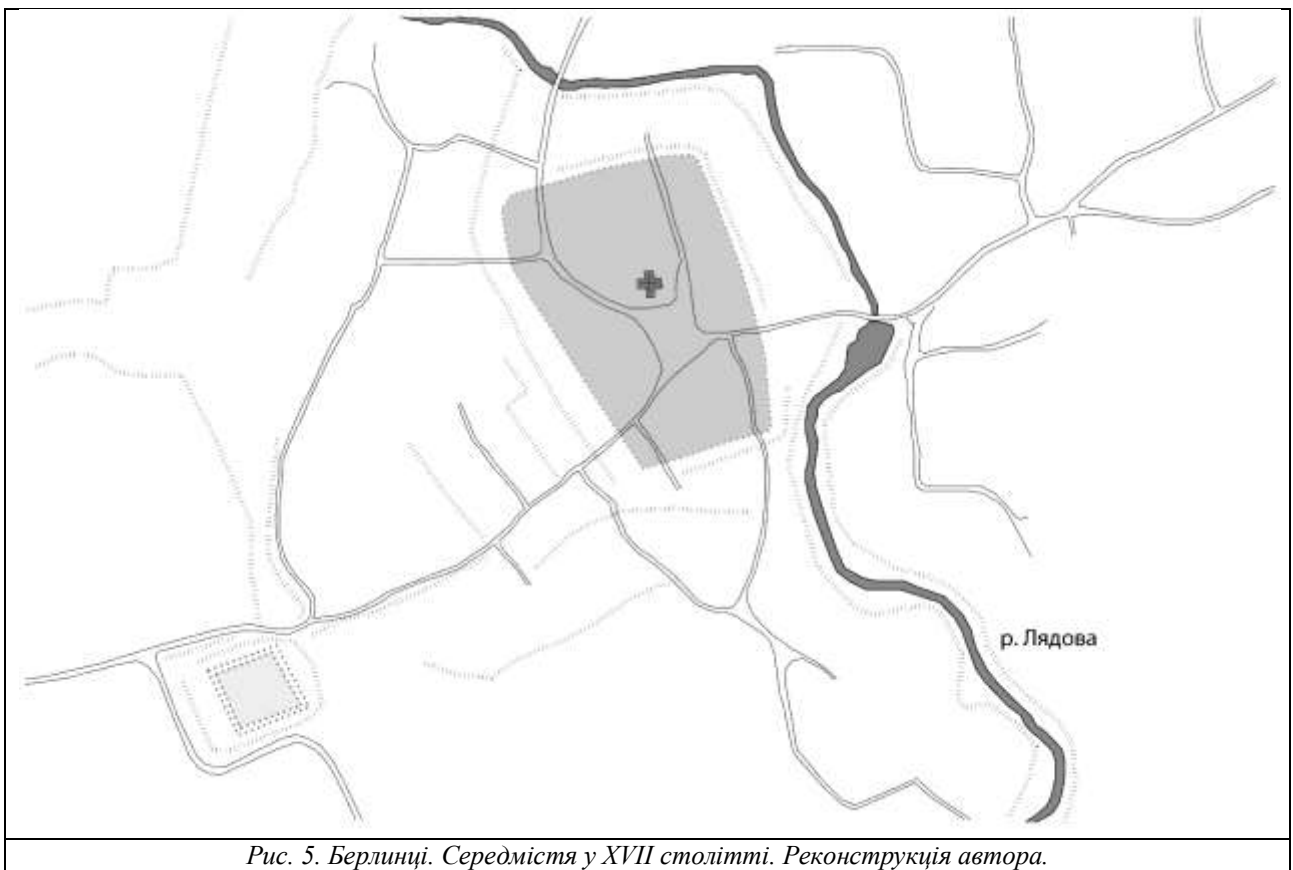 р. Лядова
Рис. 5. Берлинці. Середмістя у XVII столітті. Реконструкція автора.